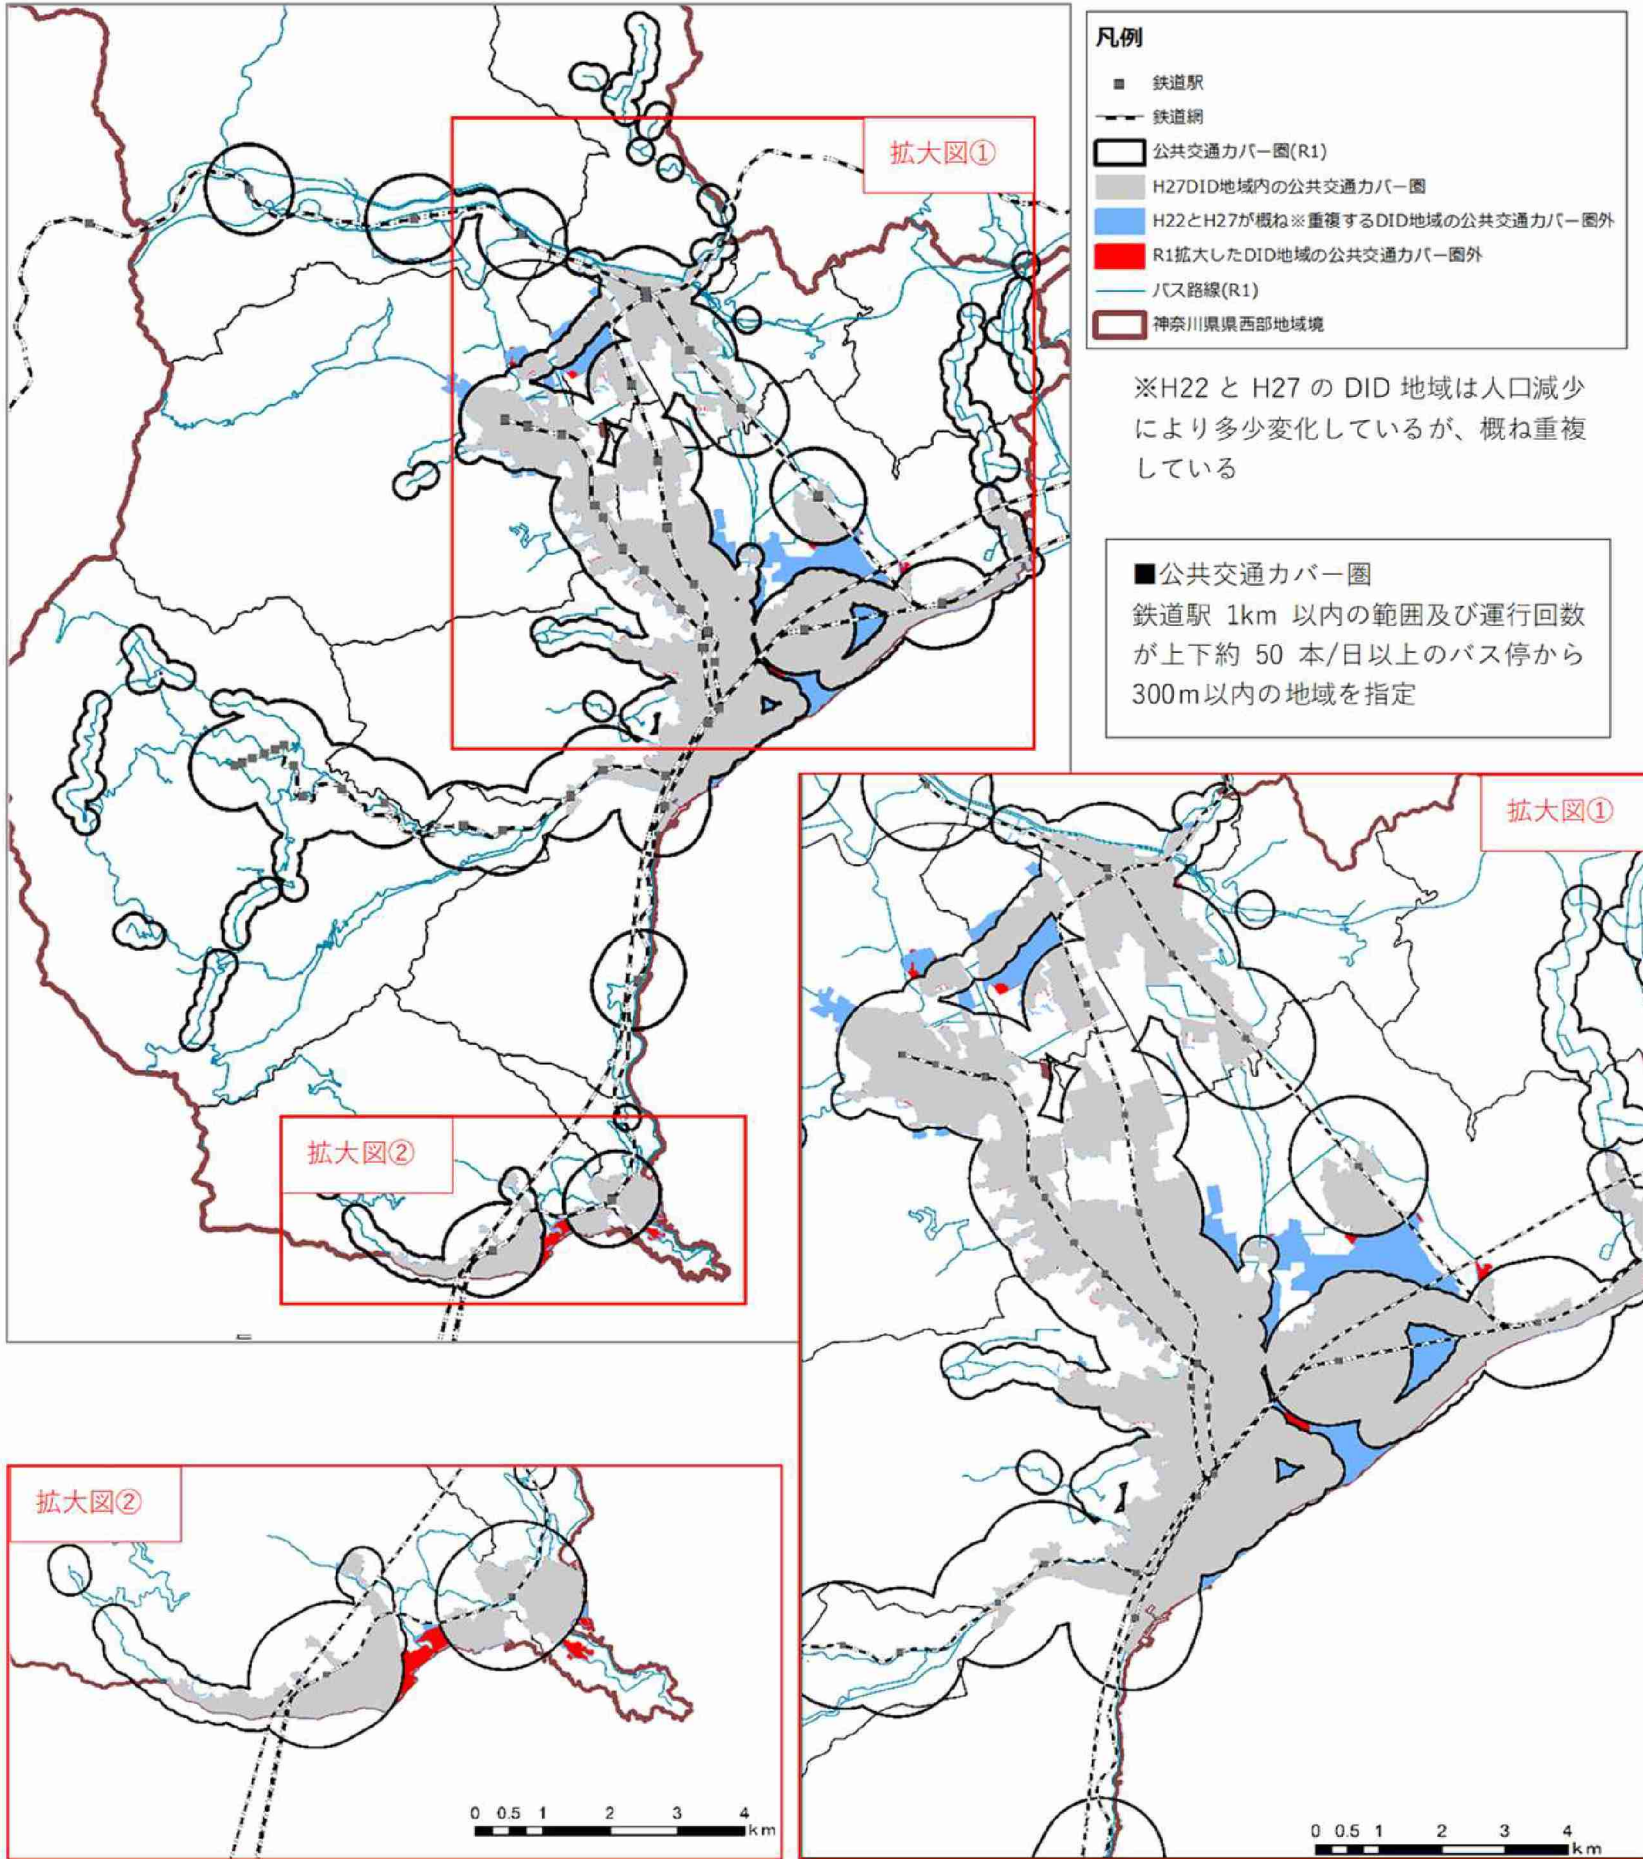 拡大図①
凡例
鉄道駅
鉄道網
公共交通カバー圏(R1)
H27DID地域内の公共交通カバー圏
H22とH27が概ね※重複するDID地域の公共交通カバー圏外
R1拡大したDID地域の公共交通カバー圏外
バス路線(R1)
神奈川県県西部地域境
※H22 と H27 の DID 地域は人口減少
により多少変化しているが、概ね重複
している
■公共交通カバー圏
鉄道駅 1km 以内の範囲及び運行回数
が上下約 50 本/日以上のバス停から
300m以内の地域を指定
拡大図①
拡大図②
拡大図②
0 0.5 1 2 3 4
km
0 0.5 1 2 3 4
km